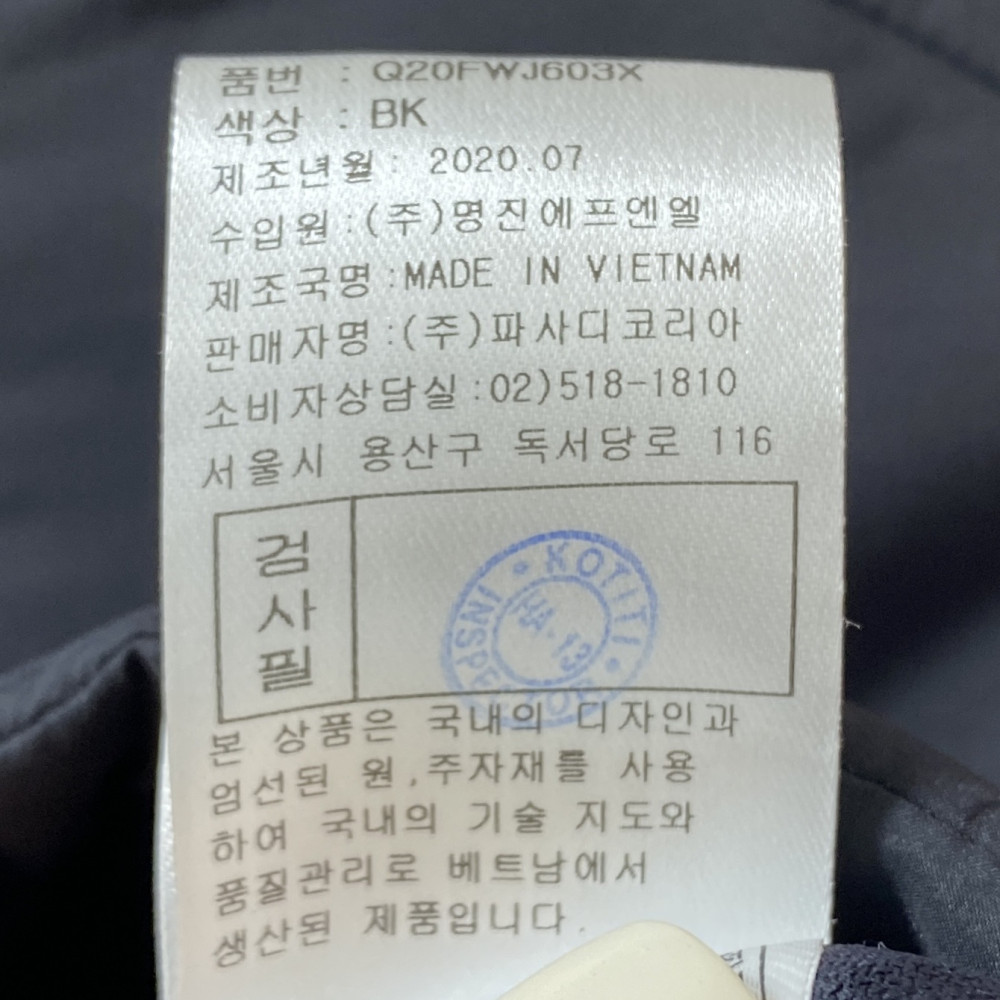 품번 : Q20FWJ603X
색상 : BK
제조년월: 2020.07
수입원:(주)명진에프엔엘
제조국명:MADE IN VIETNAM
판매자명:(주)파사디코리아
소비자상담실:02)518-1810
서울시 용산구 독서당로 116
검
사
필
KOTITI
INSPECTOR
HA.13
본 상품은 국내의 디자인과
엄선된 원,주자재를 사용
하여 국내의 기술 지도와
품질관리로 베트남에서
생산된 제품입니다.